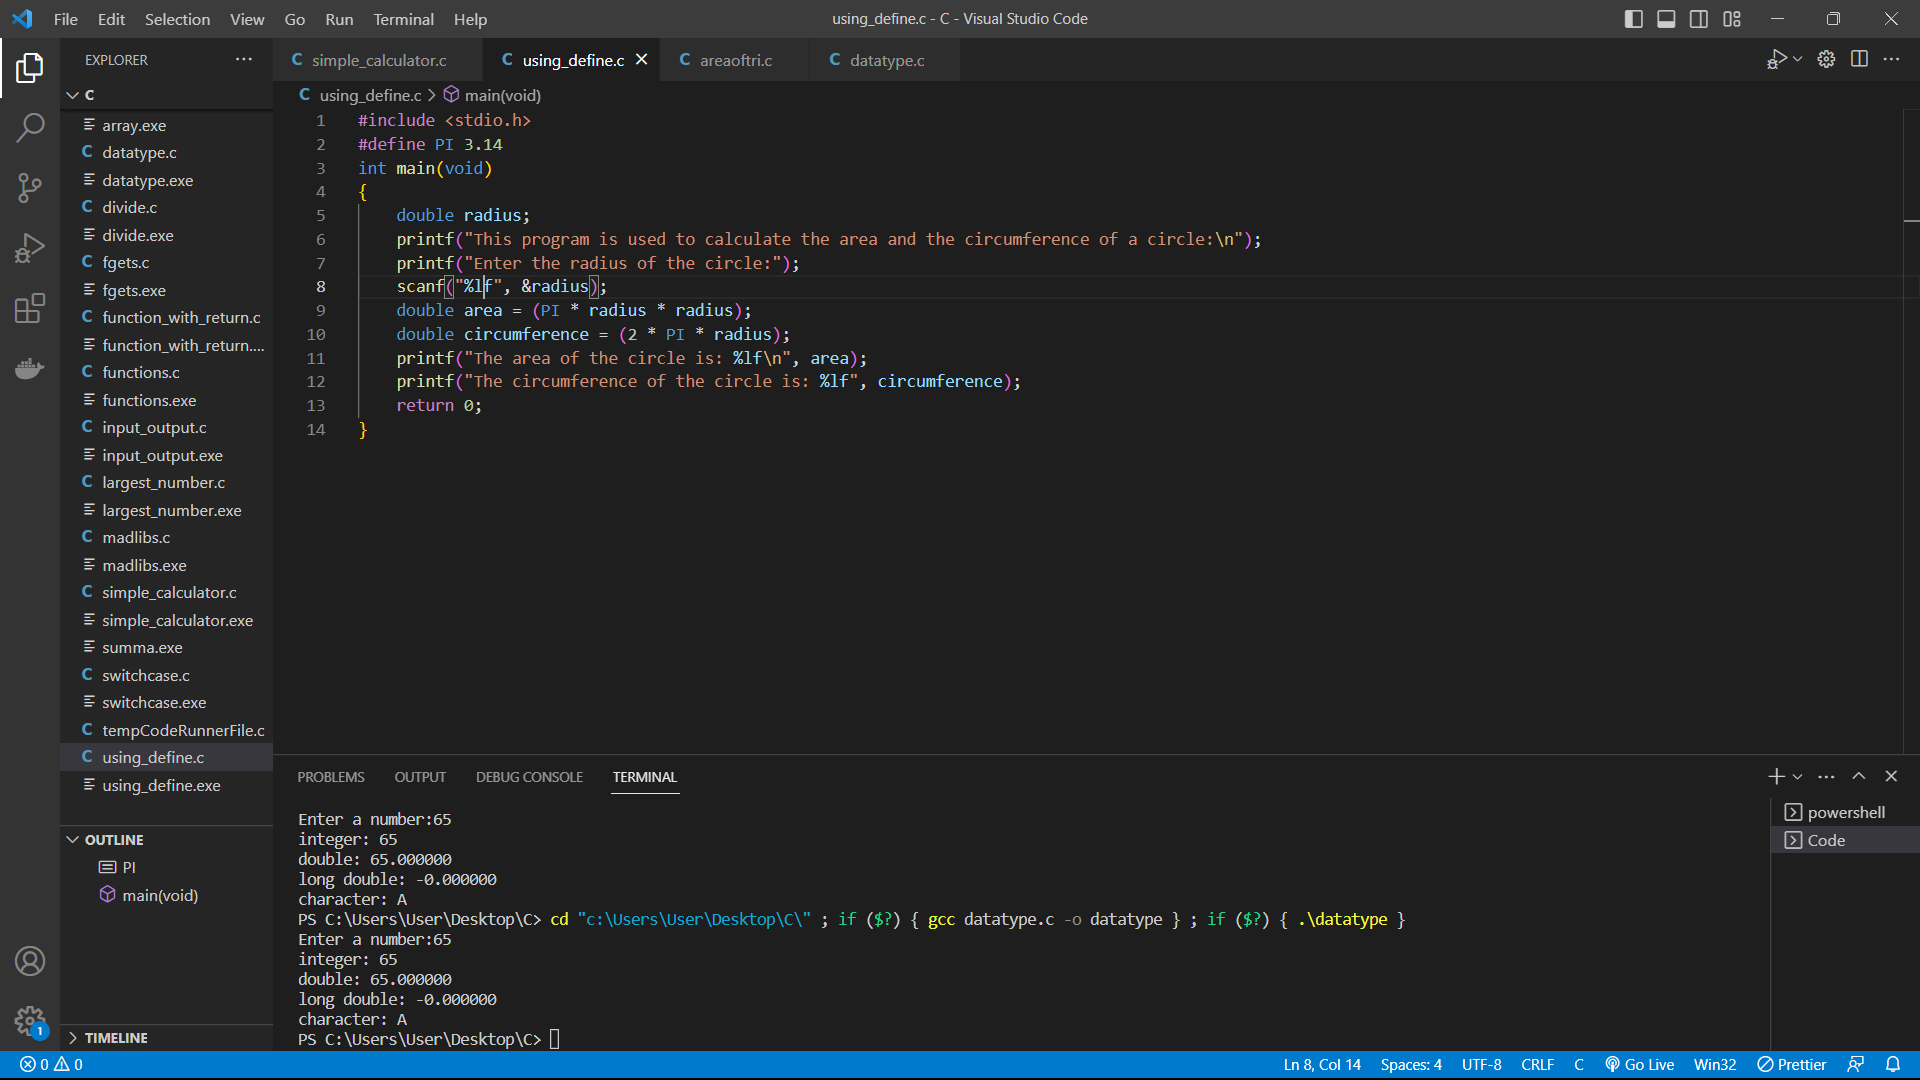 File Edit Selection View Go Run Terminal Help
using_define.c - C - Visual Studio Code
EXPLORER
C simple_calculator.c
C using_define.c
C areaoftri.c
C datatype.c
C
array.exe
C datatype.c
datatype.exe
C divide.c
divide.exe
C fgets.c
fgets.exe
C function_with_return.c
function_with_return....
C functions.c
functions.exe
C input_output.c
input_output.exe
C largest_number.c
largest_number.exe
C madlibs.c
madlibs.exe
C simple_calculator.c
simple_calculator.exe
summa.exe
C switchcase.c
switchcase.exe
C tempCodeRunnerFile.c
C using_define.c
using_define.exe
OUTLINE
PI
main(void)
TIMELINE
C using_define.c > main(void)
1 #include <stdio.h>
2 #define PI 3.14
3 int main(void)
4 {
5 double radius;
6 printf("This program is used to calculate the area and the circumference of a circle:\n");
7 printf("Enter the radius of the circle:");
8 scanf("%lf", &radius);
9 double area = (PI * radius * radius);
10 double circumference = (2 * PI * radius);
11 printf("The area of the circle is: %lf\n", area);
12 printf("The circumference of the circle is: %lf", circumference);
13 return 0;
14 }
PROBLEMS OUTPUT DEBUG CONSOLE TERMINAL
Enter a number:65
integer: 65
double: 65.000000
long double: -0.000000
character: A
PS C:\Users\User\Desktop\C> cd "c:\Users\User\Desktop\C\" ; if ($?) { gcc datatype.c -o datatype } ; if ($?) { .\datatype }
Enter a number:65
integer: 65
double: 65.000000
long double: -0.000000
character: A
PS C:\Users\User\Desktop\C>
powershell
Code
1
0 0
Ln 8, Col 14 Spaces: 4 UTF-8 CRLF C Go Live Win32 Prettier